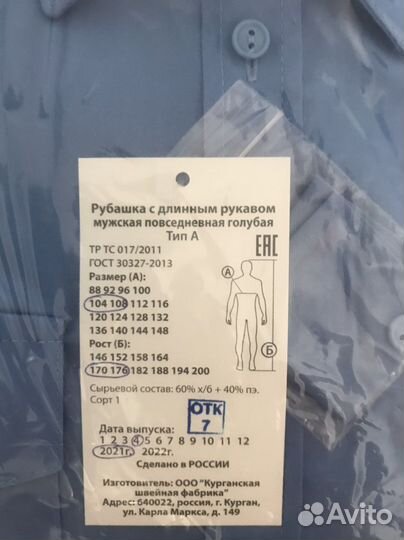 Рубашка с длинным рукавом
мужская повседневная голубая
Тип А
ТР ТС 017/2011
ГОСТ 30327-2013
Размер (А):
88 92 96 100
104 108 112 116
120 124 128 132
136 140 144 148
Рост (Б):
146 152 158 164
170 176 182 188 194 200
ЕАС
А
Б
Сырьевой состав: 60% х/б + 40% пэ.
Сорт 1
ОТК
7
Дата выпуска:
1 2 3 4 5 6 7 8 9 10 11 12
2021г. 2022г.
Сделано в РОССИИ
Изготовитель: ООО "Курганская
швейная фабрика"
Адрес: 640022, россия, г. Курган,
ул. Карла Маркса, д. 149
Avito